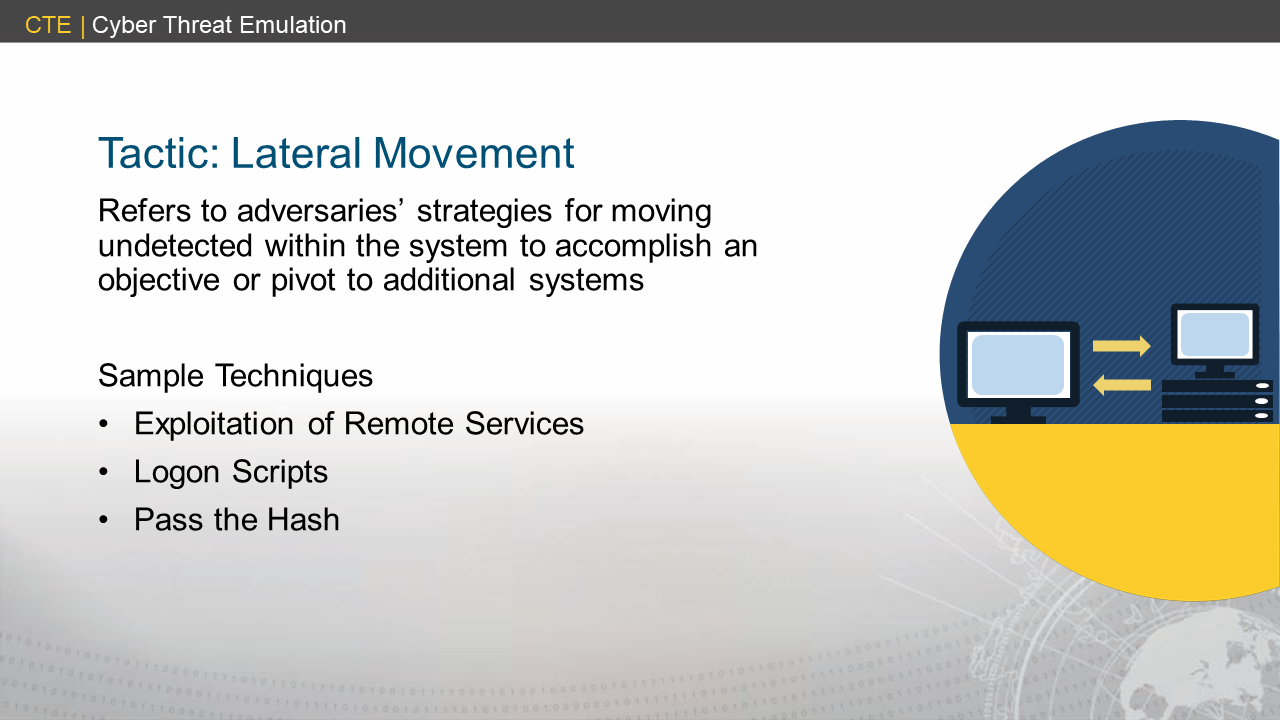 CTE | Cyber Threat Emulation
Tactic: Lateral Movement
Refers to adversaries’ strategies for moving
undetected within the system to accomplish an
objective or pivot to additional systems
Sample Techniques
• Exploitation of Remote Services
• Logon Scripts
• Pass the Hash